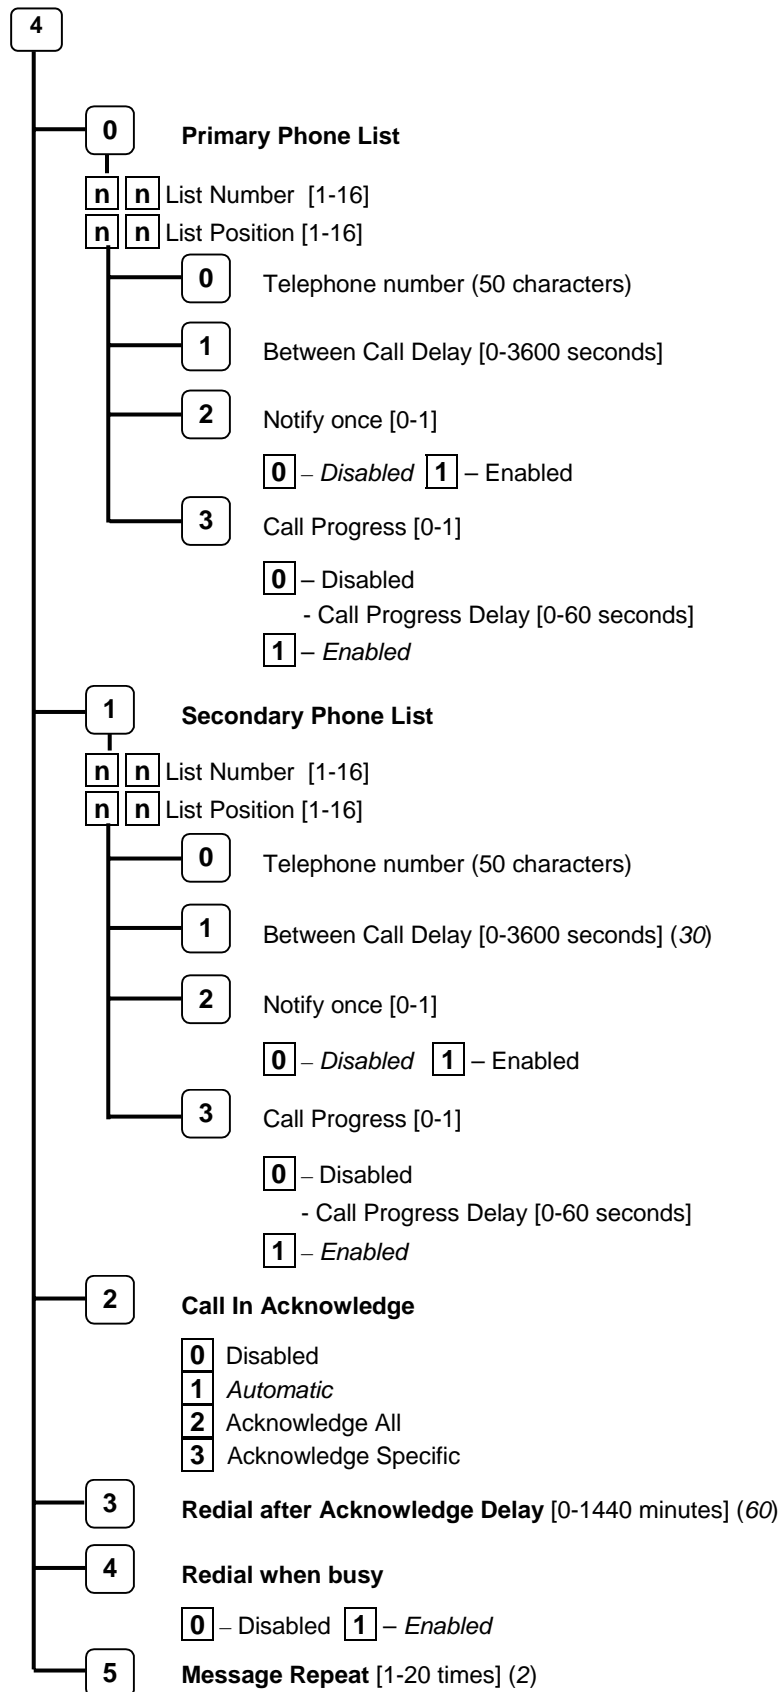 4
0 Primary Phone List
n n List Number [1-16]
n n List Position [1-16]
0 Telephone number (50 characters)
1 Between Call Delay [0-3600 seconds]
2 Notify once [0-1]
0 – Disabled 1 – Enabled
3 Call Progress [0-1]
0 – Disabled
- Call Progress Delay [0-60 seconds]
1 – Enabled
1 Secondary Phone List
n n List Number [1-16]
n n List Position [1-16]
0 Telephone number (50 characters)
1 Between Call Delay [0-3600 seconds] (30)
2 Notify once [0-1]
0 – Disabled 1 – Enabled
3 Call Progress [0-1]
0 – Disabled
- Call Progress Delay [0-60 seconds]
1 – Enabled
2 Call In Acknowledge
0 Disabled
1 Automatic
2 Acknowledge All
3 Acknowledge Specific
3 Redial after Acknowledge Delay [0-1440 minutes] (60)
4 Redial when busy
0 – Disabled 1 – Enabled
5 Message Repeat [1-20 times] (2)